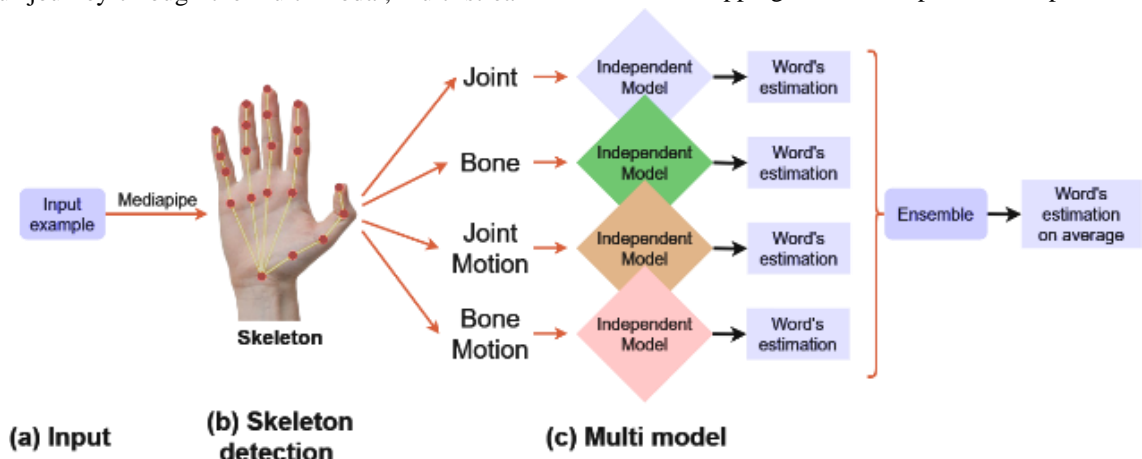 Input
example
Mediapipe
Skeleton
Joint
Bone
Joint
Motion
Bone
Motion
Independent
Model
Independent
Model
Independent
Model
Independent
Model
Word's
estimation
Word's
estimation
Word's
estimation
Word's
estimation
Ensemble
Word's
estimation
on average
(a) Input
(b) Skeleton
detection
(c) Multi model